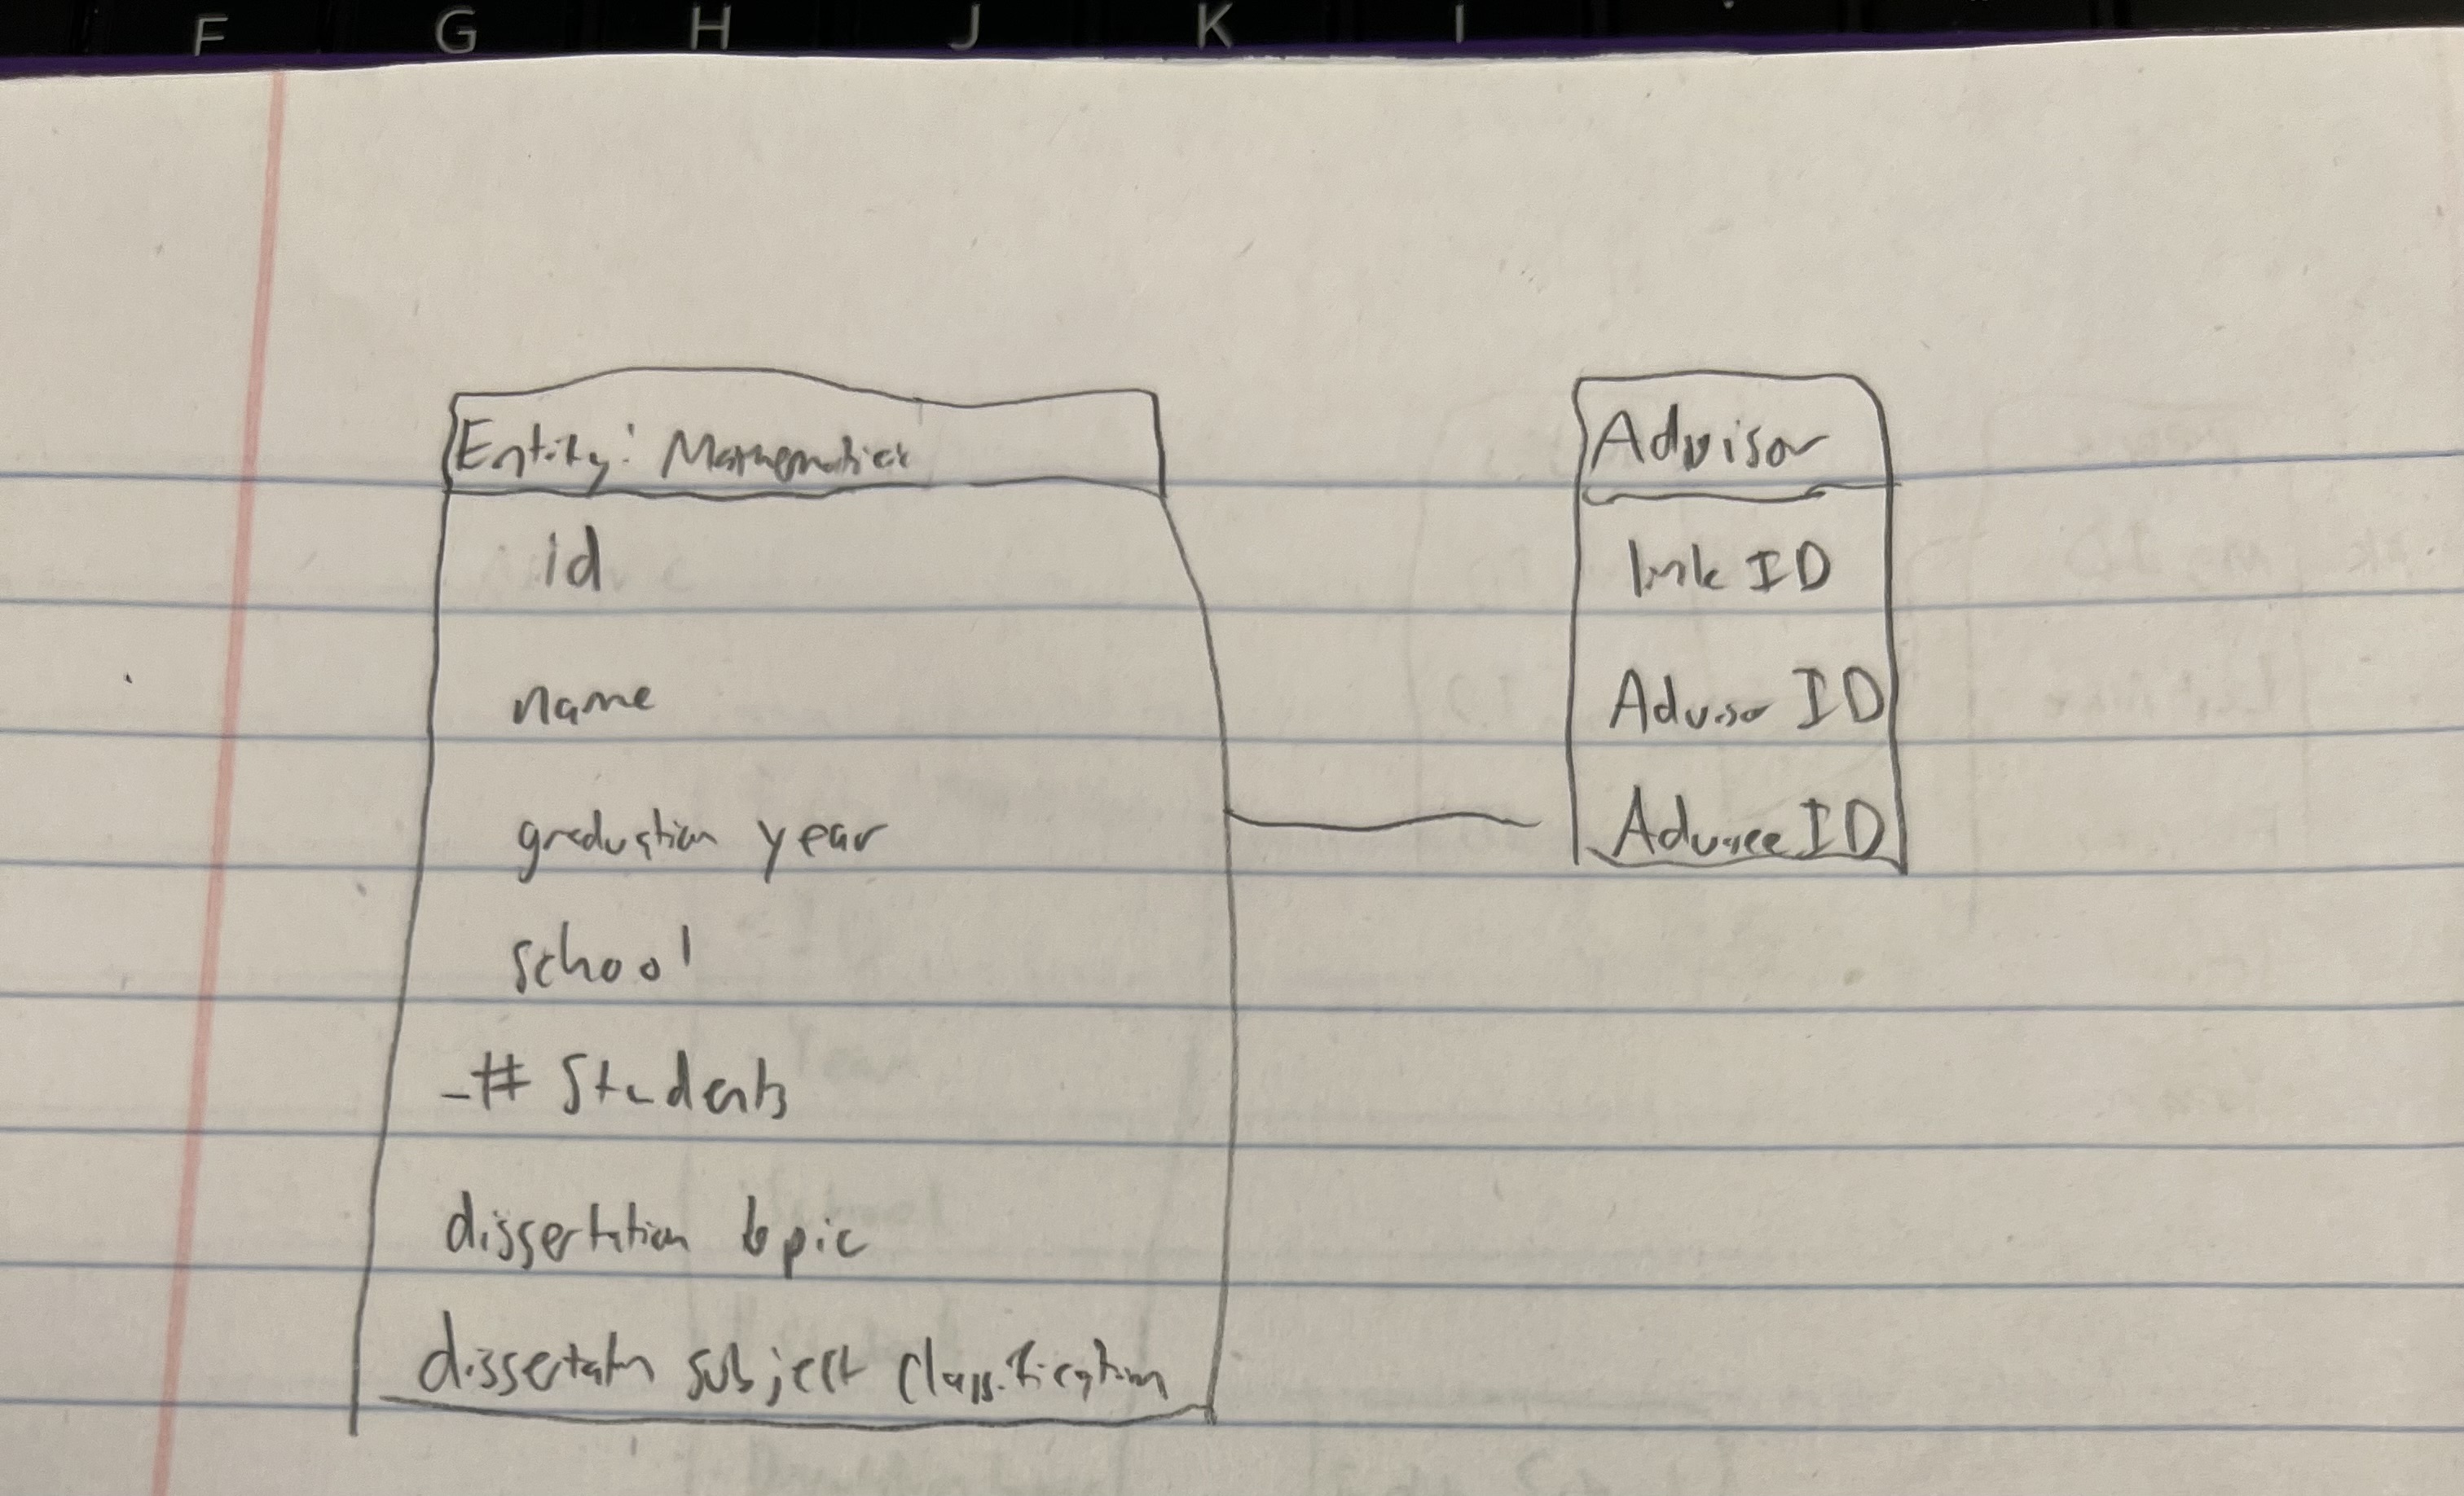 F G H J K
Entity: Mathematician
id
name
graduation year
school
-# Students
dissertation topic
dissertatn subject classification
Advisor
link ID
Advisor ID
Advisee ID